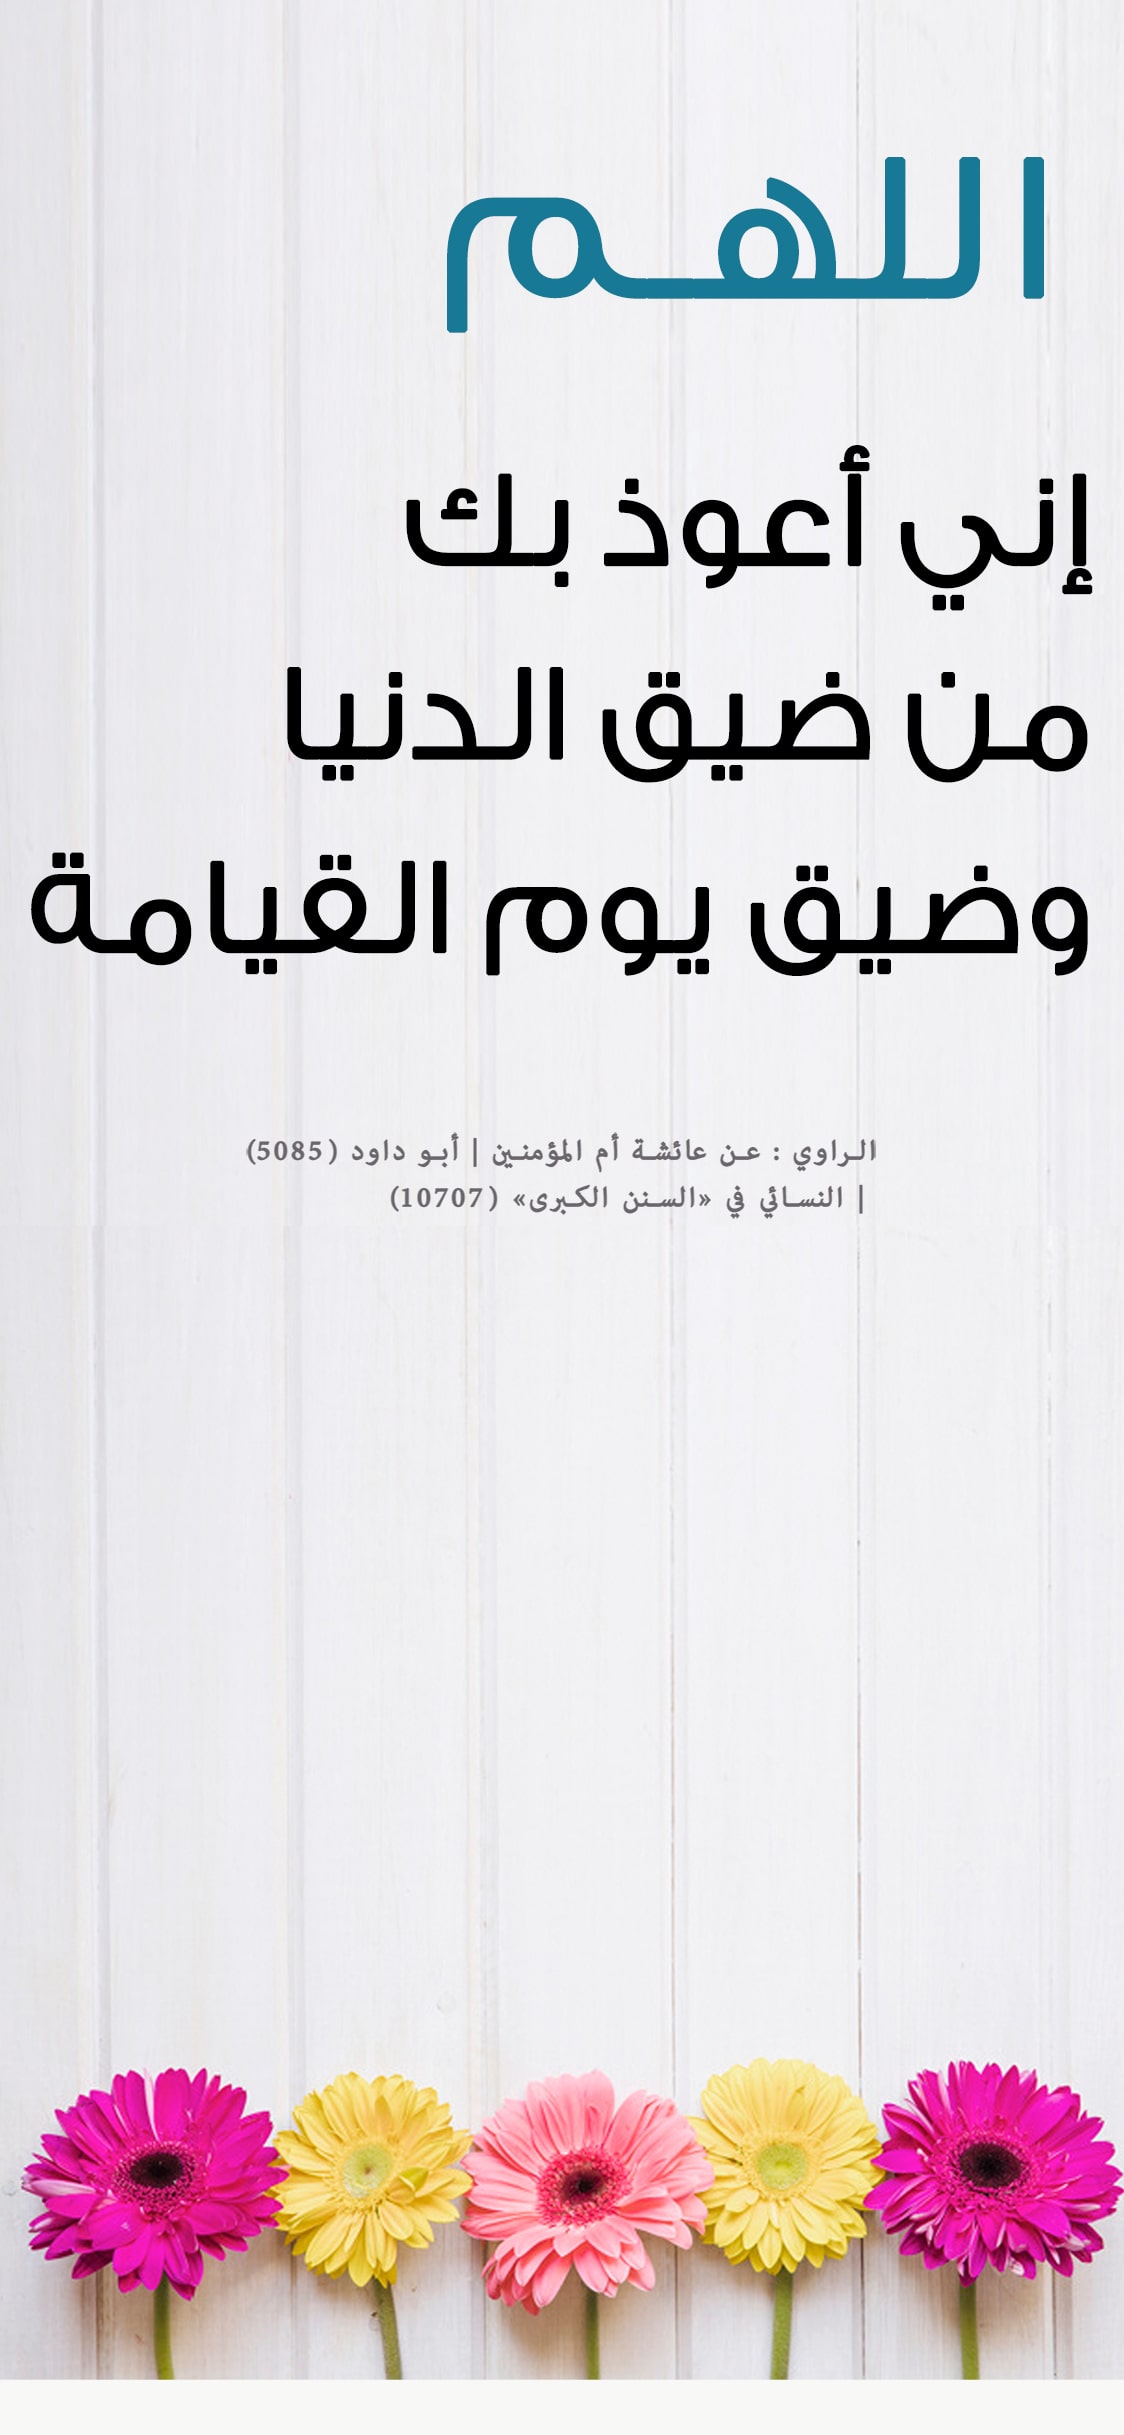 اللهم
إني أعوذ بك
من ضيق الدنيا
وضيق يوم القيامة
الراوي : عن عائشة أم المؤمنين | أبو داود (5085)
| النسائي في «السنن الكبرى» (10707)